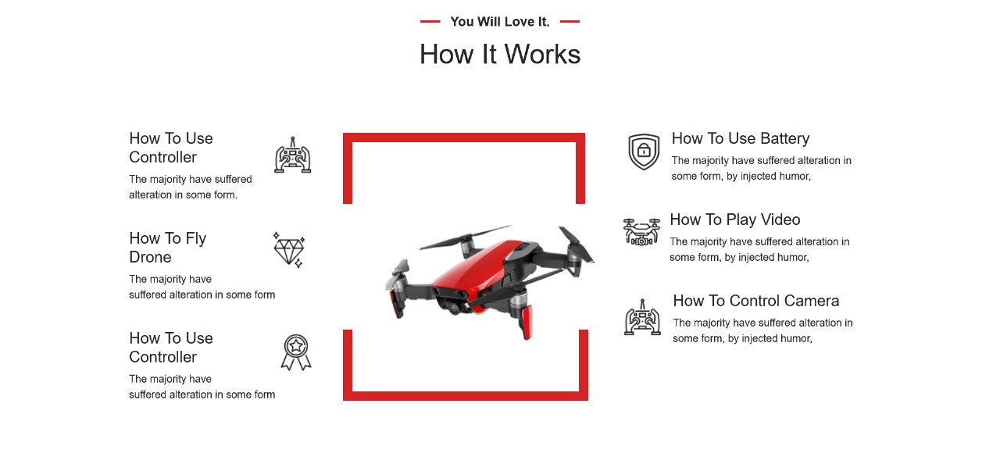 You Will Love It.
How It Works
How To Use
Controller
The majority have suffered
alteration in some form.
How To Fly
Drone
The majority have
suffered alteration in some form
How To Use
Controller
The majority have
suffered alteration in some form
How To Use Battery
The majority have suffered alteration in
some form, by injected humor,
How To Play Video
The majority have suffered alteration in
some form, by injected humor,
How To Control Camera
The majority have suffered alteration in
some form, by injected humor,